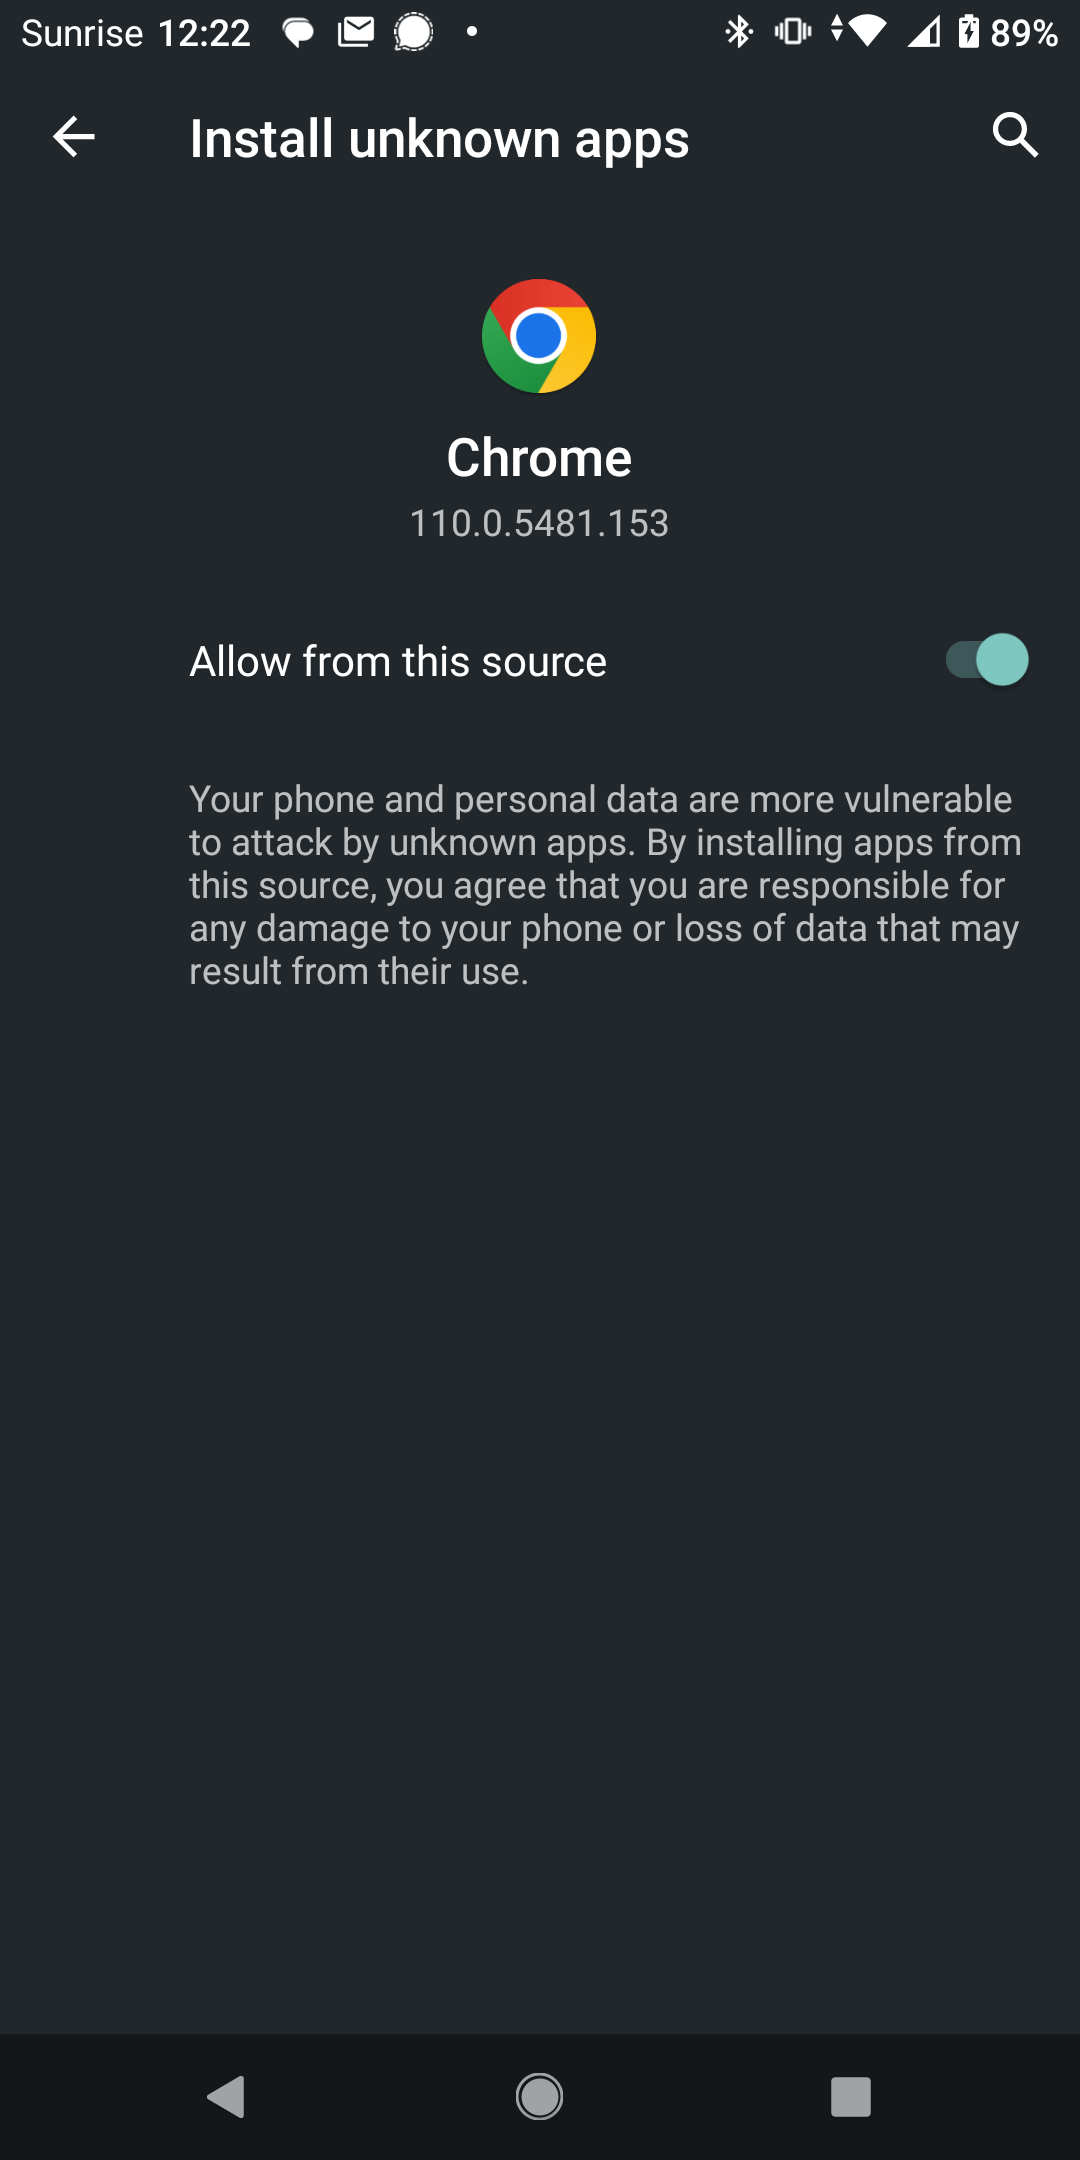 Sunrise 12:22 89%
Install unknown apps
Chrome
110.0.5481.153
Allow from this source
Your phone and personal data are more vulnerable
to attack by unknown apps. By installing apps from
this source, you agree that you are responsible for
any damage to your phone or loss of data that may
result from their use.